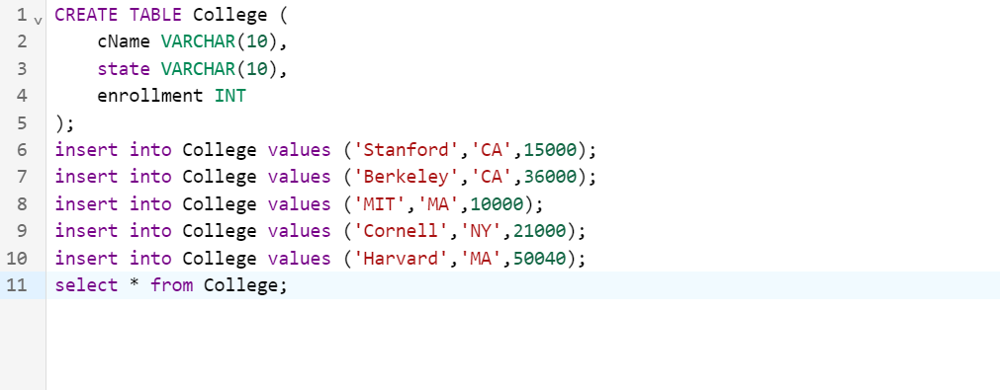 1 CREATE TABLE College (
2 cName VARCHAR(10),
3 state VARCHAR(10),
4 enrollment INT
5 );
6 insert into College values ('Stanford','CA',15000);
7 insert into College values ('Berkeley','CA',36000);
8 insert into College values ('MIT','MA',10000);
9 insert into College values ('Cornell','NY',21000);
10 insert into College values ('Harvard','MA',50040);
11 select * from College;